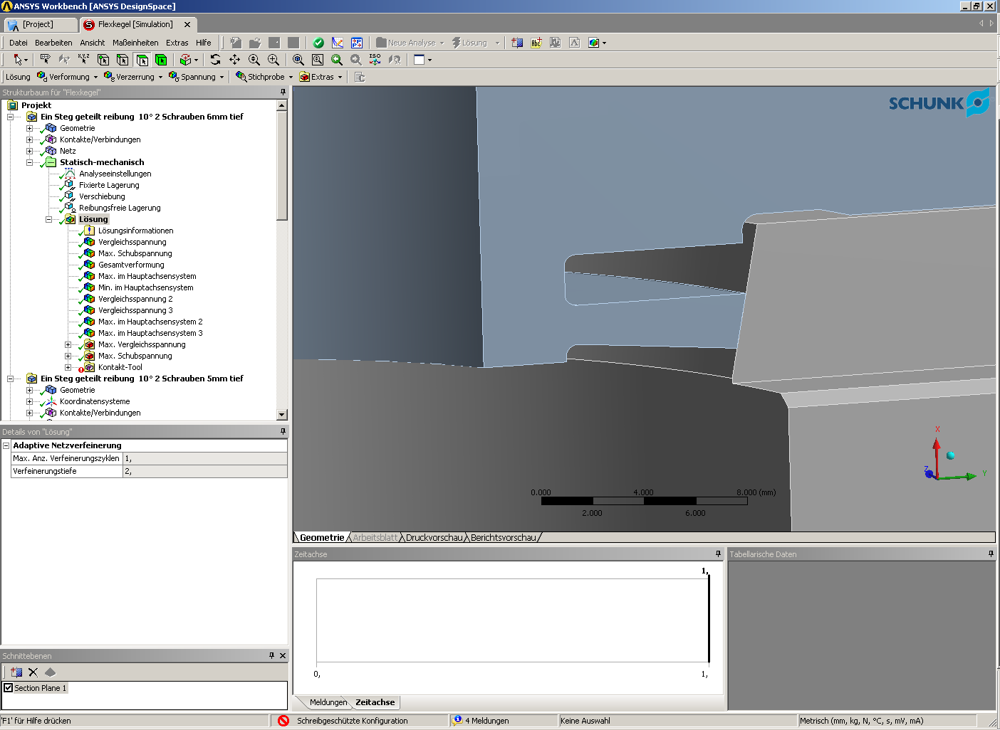 ANSYS Workbench [ANSYS DesignSpace]
[Project]
Flexkegel [Simulation]
Datei Bearbeiten Ansicht Maßeinheiten Extras Hilfe
Neue Analyse
Lösung
Lösung Verformung Verzerrung Spannung Stichprobe Extras
Strukturbaum für "Flexkegel"
Projekt
Ein Steg geteilt reibung 10° 2 Schrauben 6mm tief
Geometrie
Kontakte/Verbindungen
Netz
Statisch-mechanisch
Analyseeinstellungen
Fixierte Lagerung
Verschiebung
Reibungsfreie Lagerung
Lösung
Lösungsinformationen
Vergleichsspannung
Max. Schubspannung
Gesamtverformung
Max. im Hauptachsensystem
Min. im Hauptachsensystem
Vergleichsspannung 2
Vergleichsspannung 3
Max. im Hauptachsensystem 2
Max. im Hauptachsensystem 3
Max. Vergleichsspannung
Max. Schubspannung
Kontakt-Tool
Ein Steg geteilt reibung 10° 2 Schrauben 5mm tief
Geometrie
Koordinatensysteme
Kontakte/Verbindungen
Details von "Lösung"
Adaptive Netzverfeinerung
Max. Anz. Verfeinerungszyklen 1,
Verfeinerungstiefe 2,
Schnittebenen
Section Plane 1
SCHUNK
X
Y
Z
0.000 4.000 8.000 (mm)
2.000 6.000
Geometrie Arbeitsblatt Druckvorschau Berichtsvorschau
Zeitachse
1,
0, 1,
Meldungen Zeitachse
Tabellarische Daten
'F1' für Hilfe drücken
Schreibgeschützte Konfiguration
4 Meldungen
Keine Auswahl
Metrisch (mm, kg, N, °C, s, mV, mA)